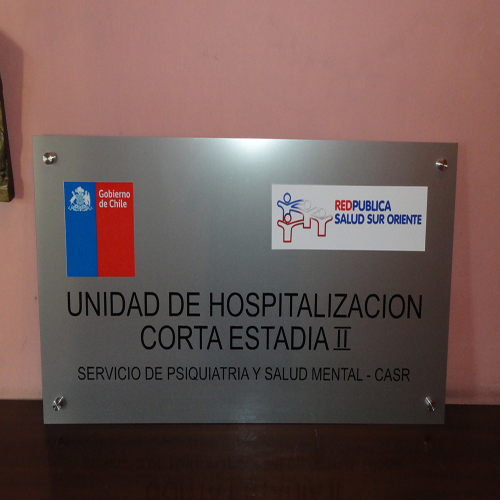 Gobierno
de Chile
REDPUBLICA
SALUD SUR ORIENTE
UNIDAD DE HOSPITALIZACION
CORTA ESTADIA II
SERVICIO DE PSIQUIATRIA Y SALUD MENTAL - CASR